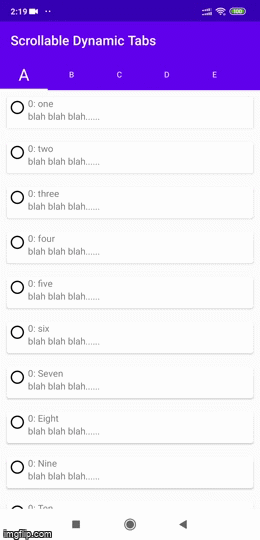 2:19
100
Scrollable Dynamic Tabs
A B C D E
0: one
blah blah blah......
0: two
blah blah blah......
0: three
blah blah blah......
0: four
blah blah blah......
0: five
blah blah blah......
0: six
blah blah blah......
0: Seven
blah blah blah......
0: Eight
blah blah blah......
0: Nine
blah blah blah......
0: Ten
imgflip.com